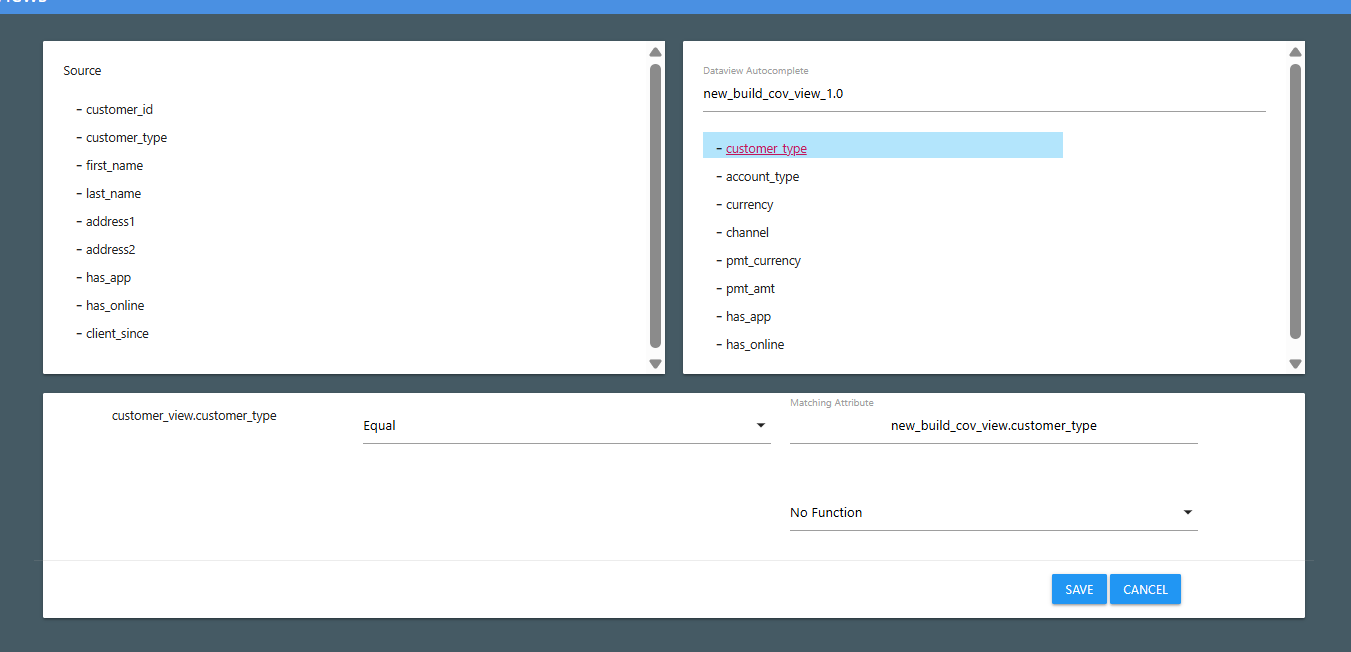 Source
- customer_id
- customer_type
- first_name
- last_name
- address1
- address2
- has_app
- has_online
- client_since
Dataview Autocomplete
new_build_cov_view_1.0
- customer_type
- account_type
- currency
- channel
- pmt_currency
- pmt_amt
- has_app
- has_online
customer_view.customer_type
Equal
Matching Attribute
new_build_cov_view.customer_type
No Function
SAVE
CANCEL